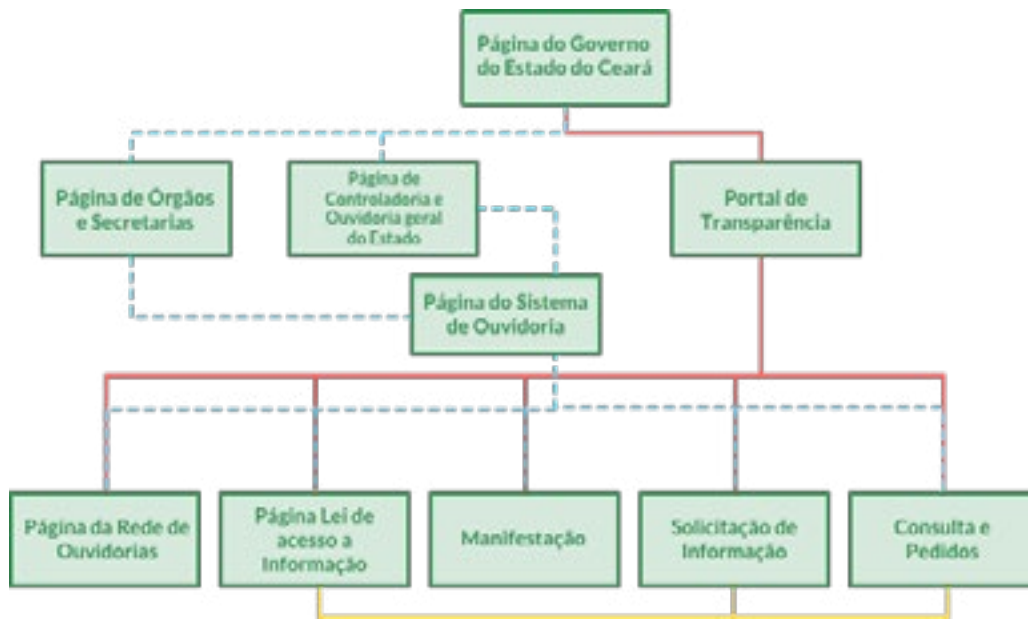 Página do Governo
do Estado do Ceará
Página de Órgãos
e Secretarias
Página de
Controladoria e
Ouvidoria geral
do Estado
Portal de
Transparência
Página do Sistema
de Ouvidoria
Página da Rede de
Ouvidorias
Página Lei de
acesso a
Informação
Manifestação
Solicitação de
Informação
Consulta e
Pedidos